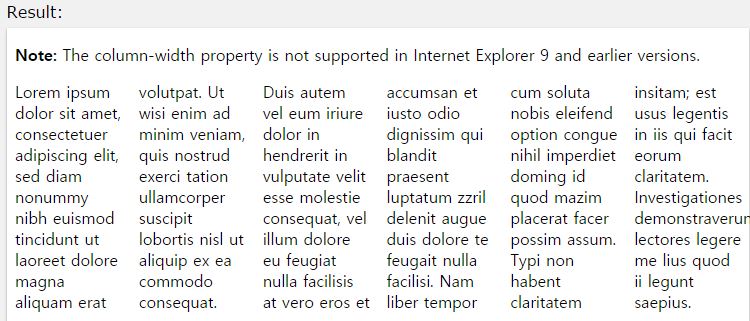 Result:
Note: The column-width property is not supported in Internet Explorer 9 and earlier versions.
Lorem ipsum
dolor sit amet,
consectetuer
adipiscing elit,
sed diam
nonummy
nibh euismod
tincidunt ut
laoreet dolore
magna
aliquam erat
volutpat. Ut
wisi enim ad
minim veniam,
quis nostrud
exerci tation
ullamcorper
suscipit
lobortis nisl ut
aliquip ex ea
commodo
consequat.
Duis autem
vel eum iriure
dolor in
hendrerit in
vulputate velit
esse molestie
consequat, vel
illum dolore
eu feugiat
nulla facilisis
at vero eros et
accumsan et
iusto odio
dignissim qui
blandit
praesent
luptatum zzril
delenit augue
duis dolore te
feugait nulla
facilisi. Nam
liber tempor
cum soluta
nobis eleifend
option congue
nihil imperdiet
doming id
quod mazim
placerat facer
possim assum.
Typi non
habent
claritatem
insitam; est
usus legentis
in iis qui facit
eorum
claritatem.
Investigationes
demonstraverun
lectores legere
me lius quod
ii legunt
saepius.